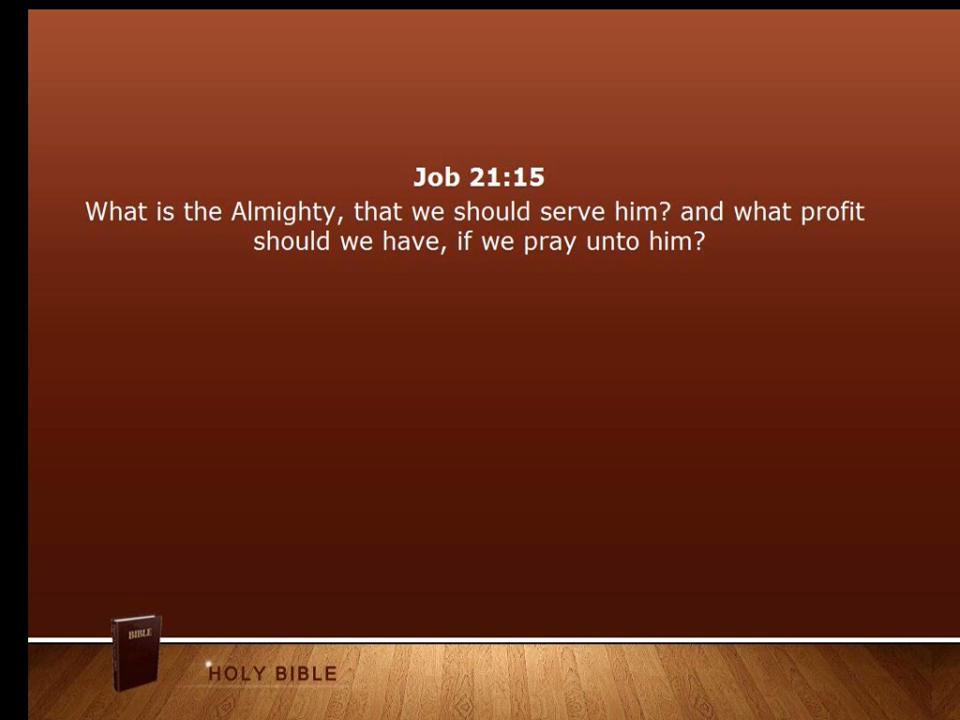 Job 21:15
What is the Almighty, that we should serve him? and what profit
should we have, if we pray unto him?
BIBLE
HOLY BIBLE